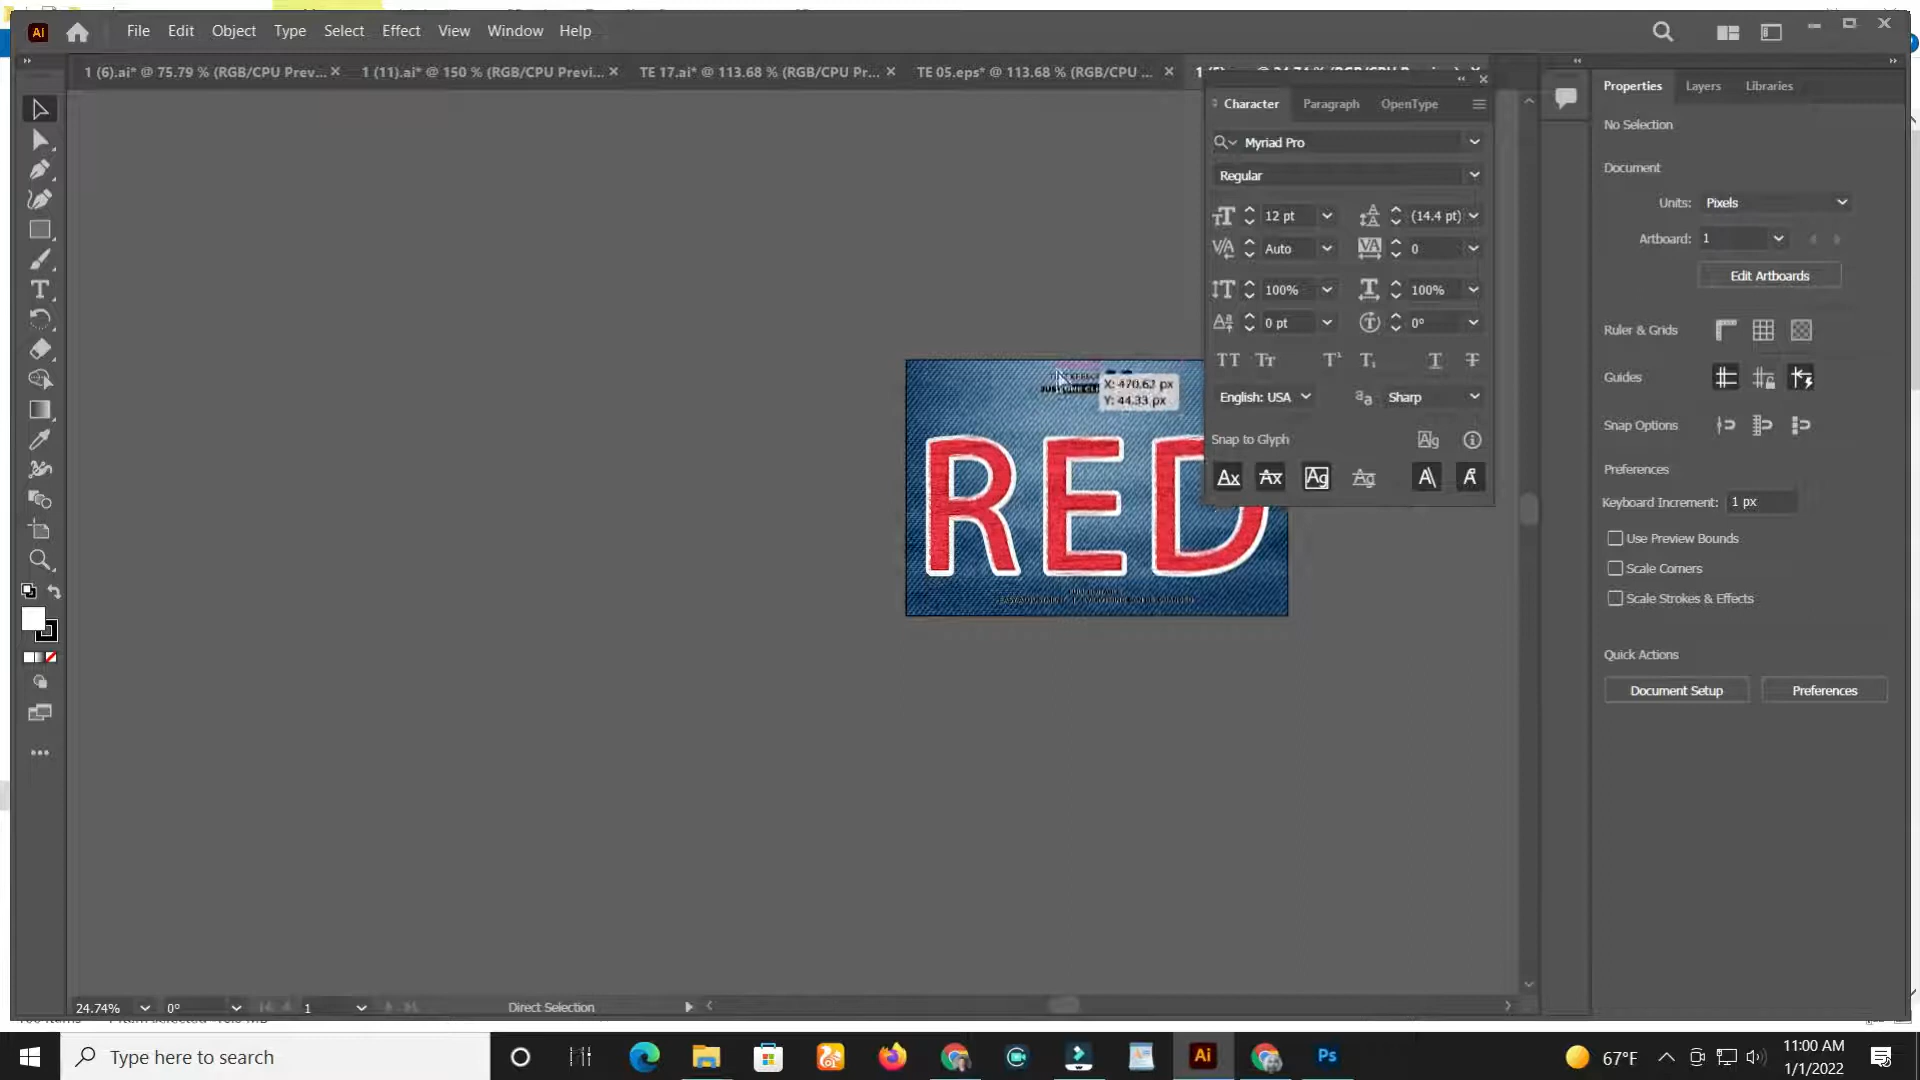 Ai File Edit Object Type Select Effect View Window Help
1 (6).ai* @ 75.79 % (RGB/CPU Prev... × 1 (11).ai* @ 150 % (RGB/CPU Previ... × TE 17.ai* @ 113.68 % (RGB/CPU Pr... × TE 05.eps* @ 113.68 % (RGB/CPU ... ×
Character Paragraph OpenType
Myriad Pro
Regular
12 pt (14.4 pt)
Auto 0
100% 100%
0 pt 0°
English: USA Sharp
Snap to Glyph
X: 470.62 px
Y: 44.33 px
RED
Properties Layers Libraries
No Selection
Document
Units: Pixels
Artboard: 1
Edit Artboards
Ruler & Grids
Guides
Snap Options
Preferences
Keyboard Increment: 1 px
Use Preview Bounds
Scale Corners
Scale Strokes & Effects
Quick Actions
Document Setup Preferences
24.74% 0° 1 Direct Selection
Type here to search
Ai Ps 67°F 11:00 AM
1/1/2022